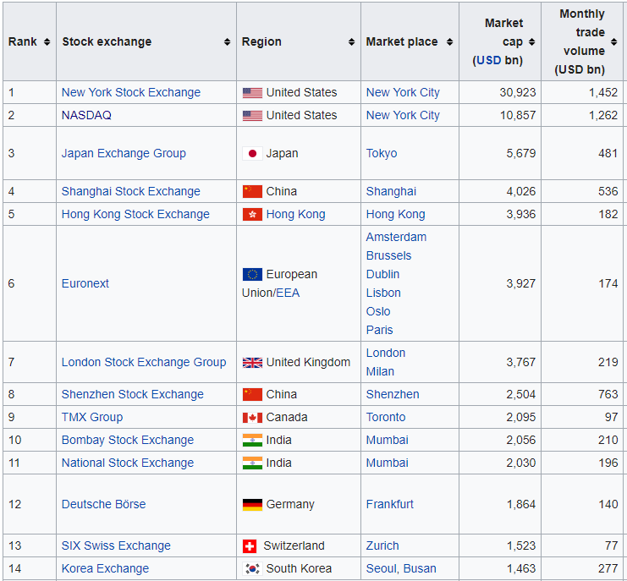 Rank Stock exchange Region Market place Market cap (USD bn) Monthly trade volume (USD bn)
1 New York Stock Exchange United States New York City 30,923 1,452
2 NASDAQ United States New York City 10,857 1,262
3 Japan Exchange Group Japan Tokyo 5,679 481
4 Shanghai Stock Exchange China Shanghai 4,026 536
5 Hong Kong Stock Exchange Hong Kong Hong Kong 3,936 182
6 Euronext European Union/EEA Amsterdam Brussels Dublin Lisbon Oslo Paris 3,927 174
7 London Stock Exchange Group United Kingdom London Milan 3,767 219
8 Shenzhen Stock Exchange China Shenzhen 2,504 763
9 TMX Group Canada Toronto 2,095 97
10 Bombay Stock Exchange India Mumbai 2,056 210
11 National Stock Exchange India Mumbai 2,030 196
12 Deutsche Börse Germany Frankfurt 1,864 140
13 SIX Swiss Exchange Switzerland Zurich 1,523 77
14 Korea Exchange South Korea Seoul, Busan 1,463 277